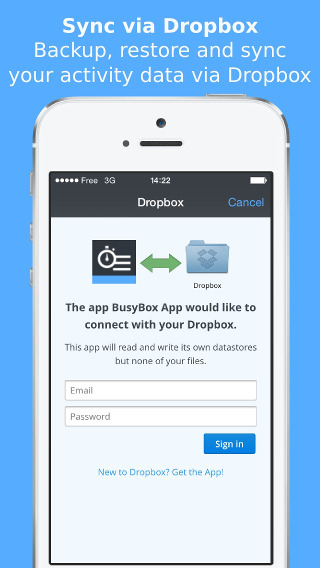 Sync via Dropbox
Backup, restore and sync
your activity data via Dropbox
Free 3G 14:22
Dropbox Cancel
Dropbox
The app BusyBox App would like to
connect with your Dropbox.
This app will read and write its own datastores
but none of your files.
Email
Password
Sign in
New to Dropbox? Get the App!